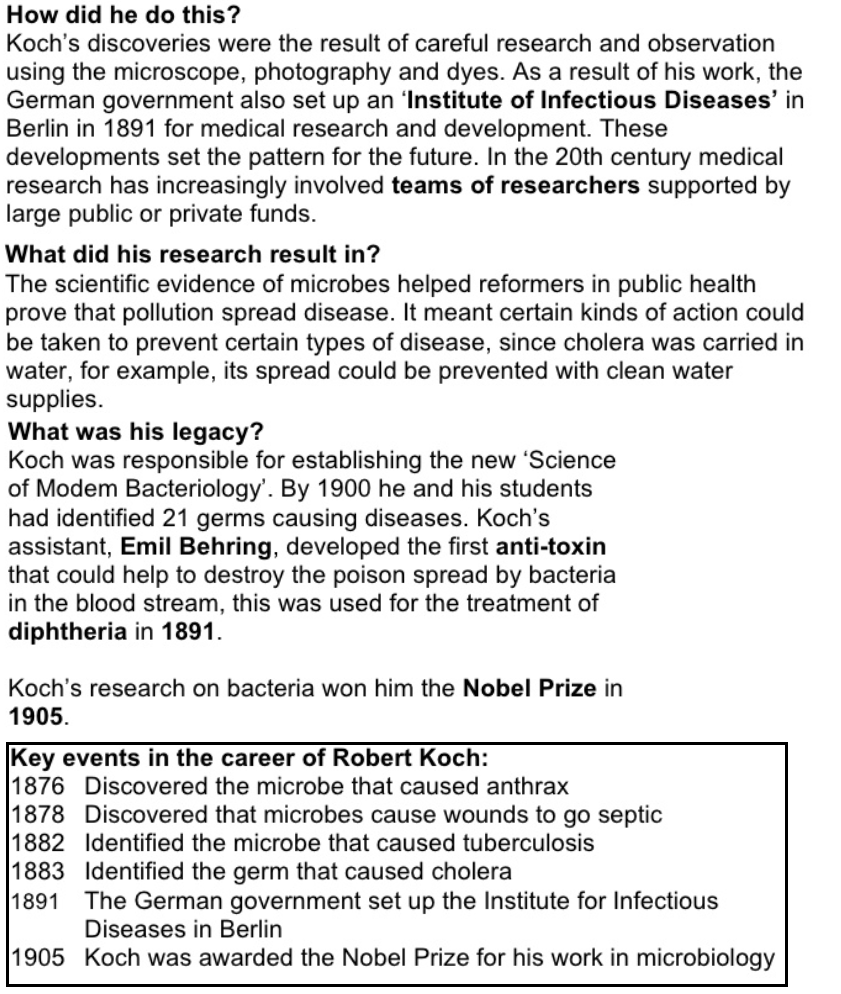 How did he do this?
Koch's discoveries were the result of careful research and observation
using the microscope, photography and dyes. As a result of his work, the
German government also set up an 'Institute of Infectious Diseases' in
Berlin in 1891 for medical research and development. These
developments set the pattern for the future. In the 20th century medical
research has increasingly involved teams of researchers supported by
large public or private funds.
What did his research result in?
The scientific evidence of microbes helped reformers in public health
prove that pollution spread disease. It meant certain kinds of action could
be taken to prevent certain types of disease, since cholera was carried in
water, for example, its spread could be prevented with clean water
supplies.
What was his legacy?
Koch was responsible for establishing the new 'Science
of Modem Bacteriology'. By 1900 he and his students
had identified 21 germs causing diseases. Koch's
assistant, Emil Behring, developed the first anti-toxin
that could help to destroy the poison spread by bacteria
in the blood stream, this was used for the treatment of
diphtheria in 1891.
Koch's research on bacteria won him the Nobel Prize in
1905.
Key events in the career of Robert Koch:
1876 Discovered the microbe that caused anthrax
1878 Discovered that microbes cause wounds to go septic
1882 Identified the microbe that caused tuberculosis
1883 Identified the germ that caused cholera
1891 The German government set up the Institute for Infectious
Diseases in Berlin
1905 Koch was awarded the Nobel Prize for his work in microbiology